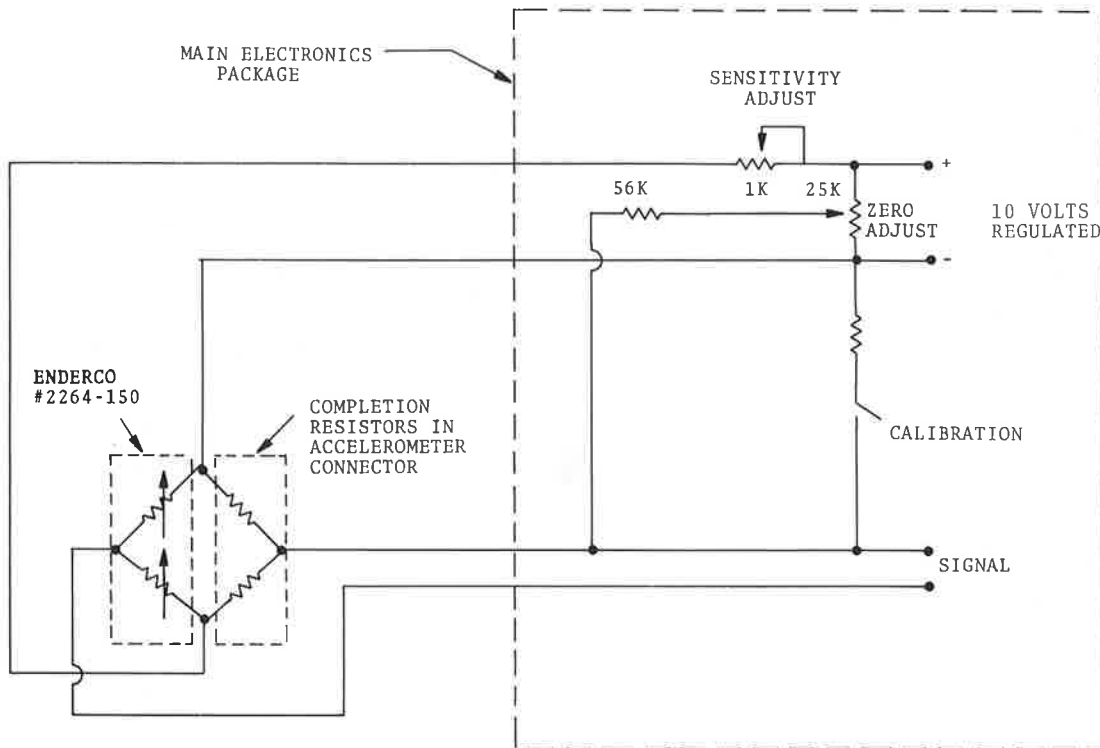 MAIN ELECTRONICS
PACKAGE
SENSITIVITY
ADJUST
+
56K
1K
25K
ZERO
ADJUST
10 VOLTS
REGULATED
-
ENDERCO
#2264-150
COMPLETION
RESISTORS IN
ACCELEROMETER
CONNECTOR
CALIBRATION
SIGNAL